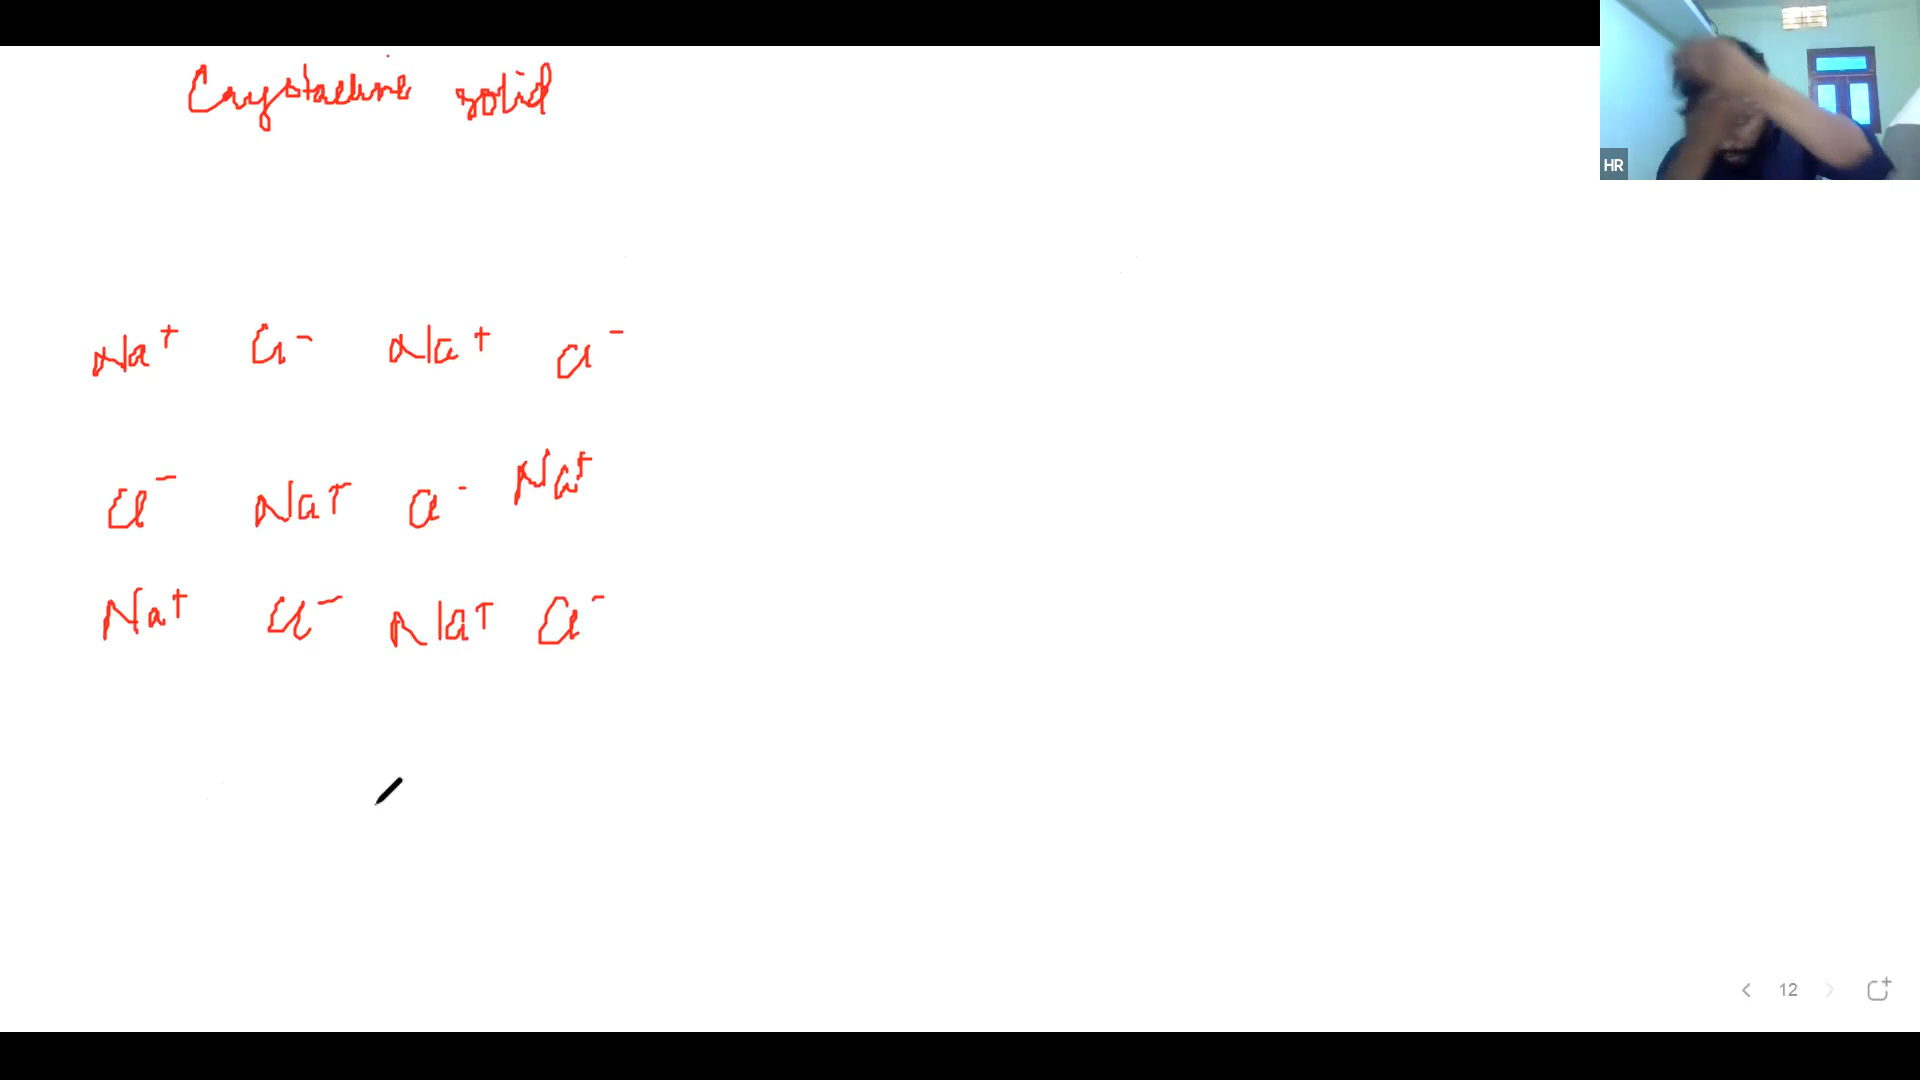 Crystalline solid
HR
Na⁺ Cl⁻ Na⁺ Cl⁻
Cl⁻ Na⁺ Cl⁻ Na⁺
Na⁺ Cl⁻ Na⁺ Cl⁻
12